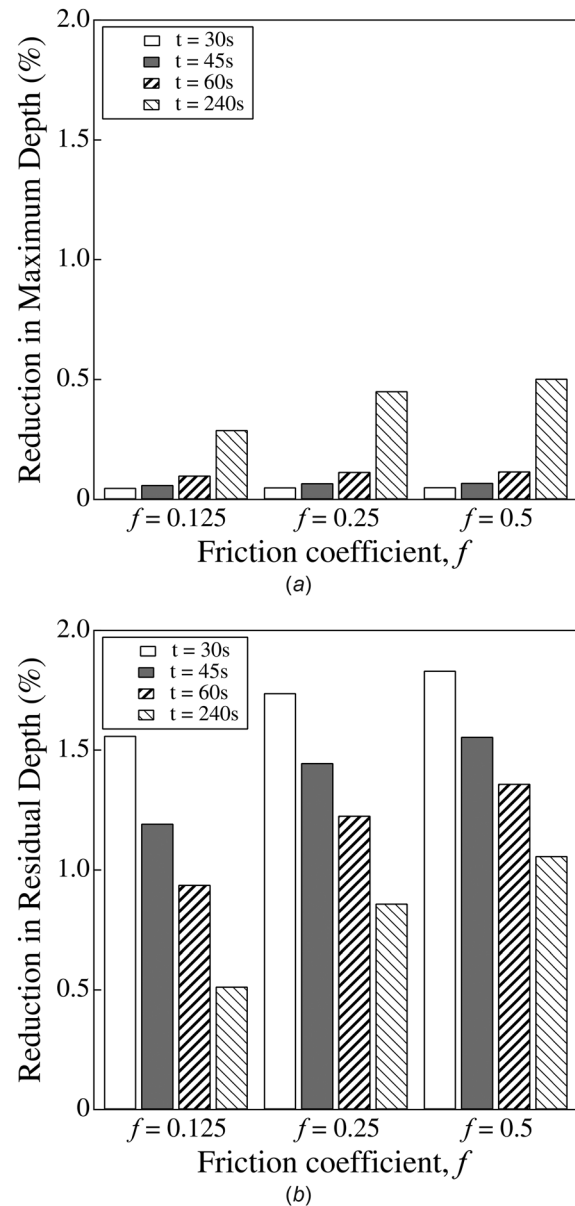 2.0
t = 30s
t = 45s
t = 60s
t = 240s
1.5
1.0
0.5
0
Reduction in Maximum Depth (%)
f = 0.125 f = 0.25 f = 0.5
Friction coefficient, f
(a)
2.0
t = 30s
t = 45s
t = 60s
t = 240s
1.5
1.0
0.5
0
Reduction in Residual Depth (%)
f = 0.125 f = 0.25 f = 0.5
Friction coefficient, f
(b)